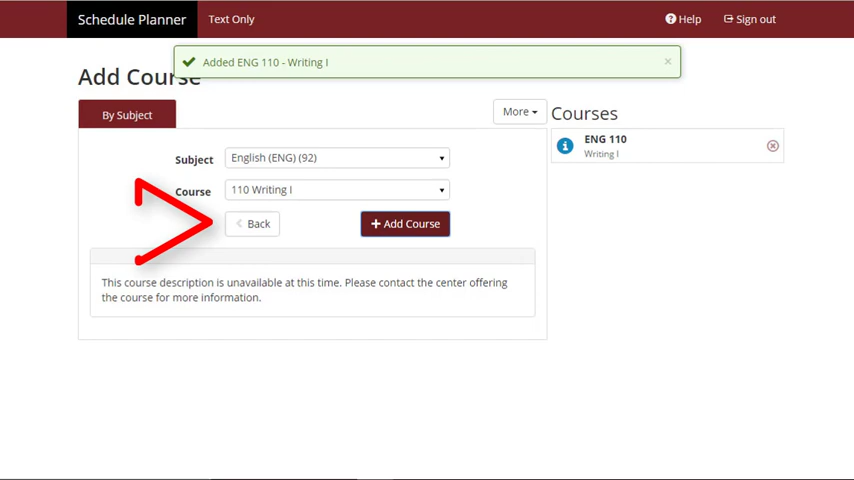 Schedule Planner Text Only Help Sign out
Added ENG 110 - Writing I ×
Add Course
By Subject More Courses
ENG 110
Writing I
Subject English (ENG) (92)
Course 110 Writing I
Back + Add Course
This course description is unavailable at this time. Please contact the center offering
the course for more information.